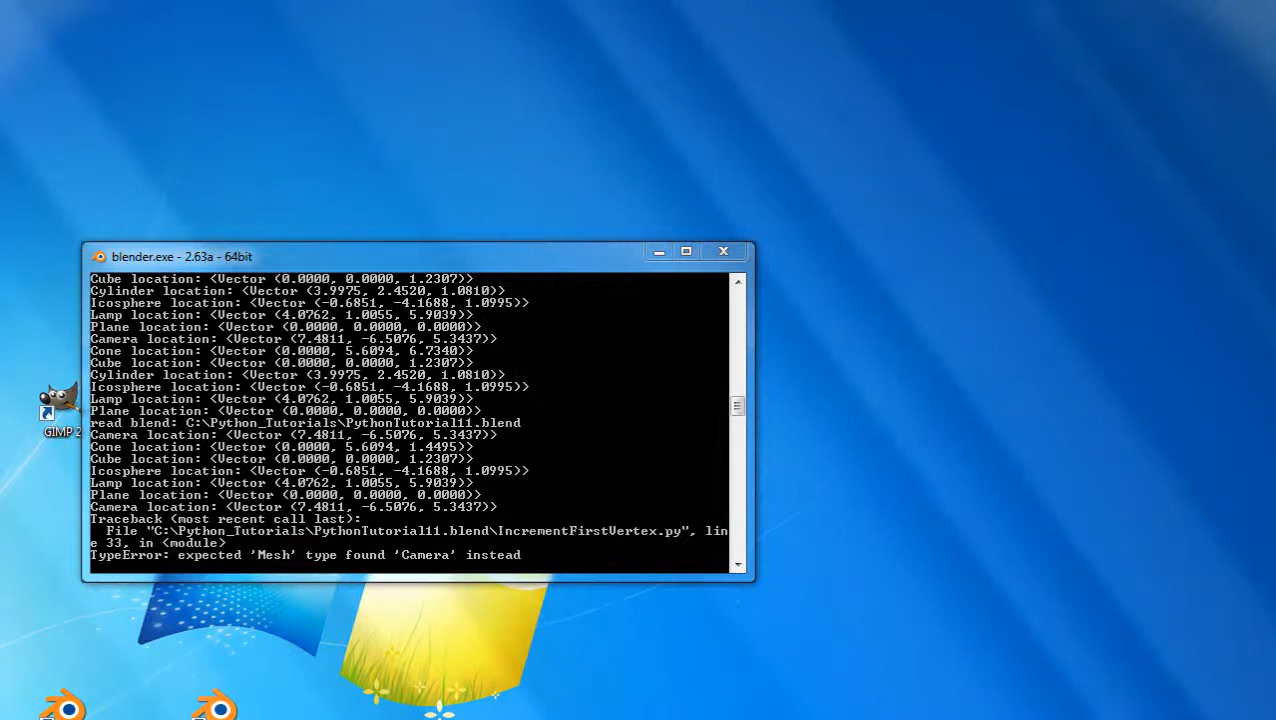 blender.exe - 2.63a - 64bit
Cube location: <Vector (0.0000, 0.0000, 1.2307)>
Cylinder location: <Vector (3.9975, 2.4520, 1.0810)>
Icosphere location: <Vector (-0.6851, -4.1688, 1.0995)>
Lamp location: <Vector (4.0762, 1.0055, 5.9039)>
Plane location: <Vector (0.0000, 0.0000, 0.0000)>
Camera location: <Vector (7.4811, -6.5076, 5.3437)>
Cone location: <Vector (0.0000, 5.6094, 6.7340)>
Cube location: <Vector (0.0000, 0.0000, 1.2307)>
Cylinder location: <Vector (3.9975, 2.4520, 1.0810)>
Icosphere location: <Vector (-0.6851, -4.1688, 1.0995)>
Lamp location: <Vector (4.0762, 1.0055, 5.9039)>
Plane location: <Vector (0.0000, 0.0000, 0.0000)>
read blend: C:\Python_Tutorials\PythonTutorial11.blend
Camera location: <Vector (7.4811, -6.5076, 5.3437)>
Cone location: <Vector (0.0000, 5.6094, 1.4495)>
Cube location: <Vector (0.0000, 0.0000, 1.2307)>
Icosphere location: <Vector (-0.6851, -4.1688, 1.0995)>
Lamp location: <Vector (4.0762, 1.0055, 5.9039)>
Plane location: <Vector (0.0000, 0.0000, 0.0000)>
Camera location: <Vector (7.4811, -6.5076, 5.3437)>
Traceback (most recent call last):
  File "C:\Python_Tutorials\PythonTutorial11.blend\IncrementFirstVertex.py", lin
e 33, in <module>
TypeError: expected 'Mesh' type found 'Camera' instead
GIMP 2